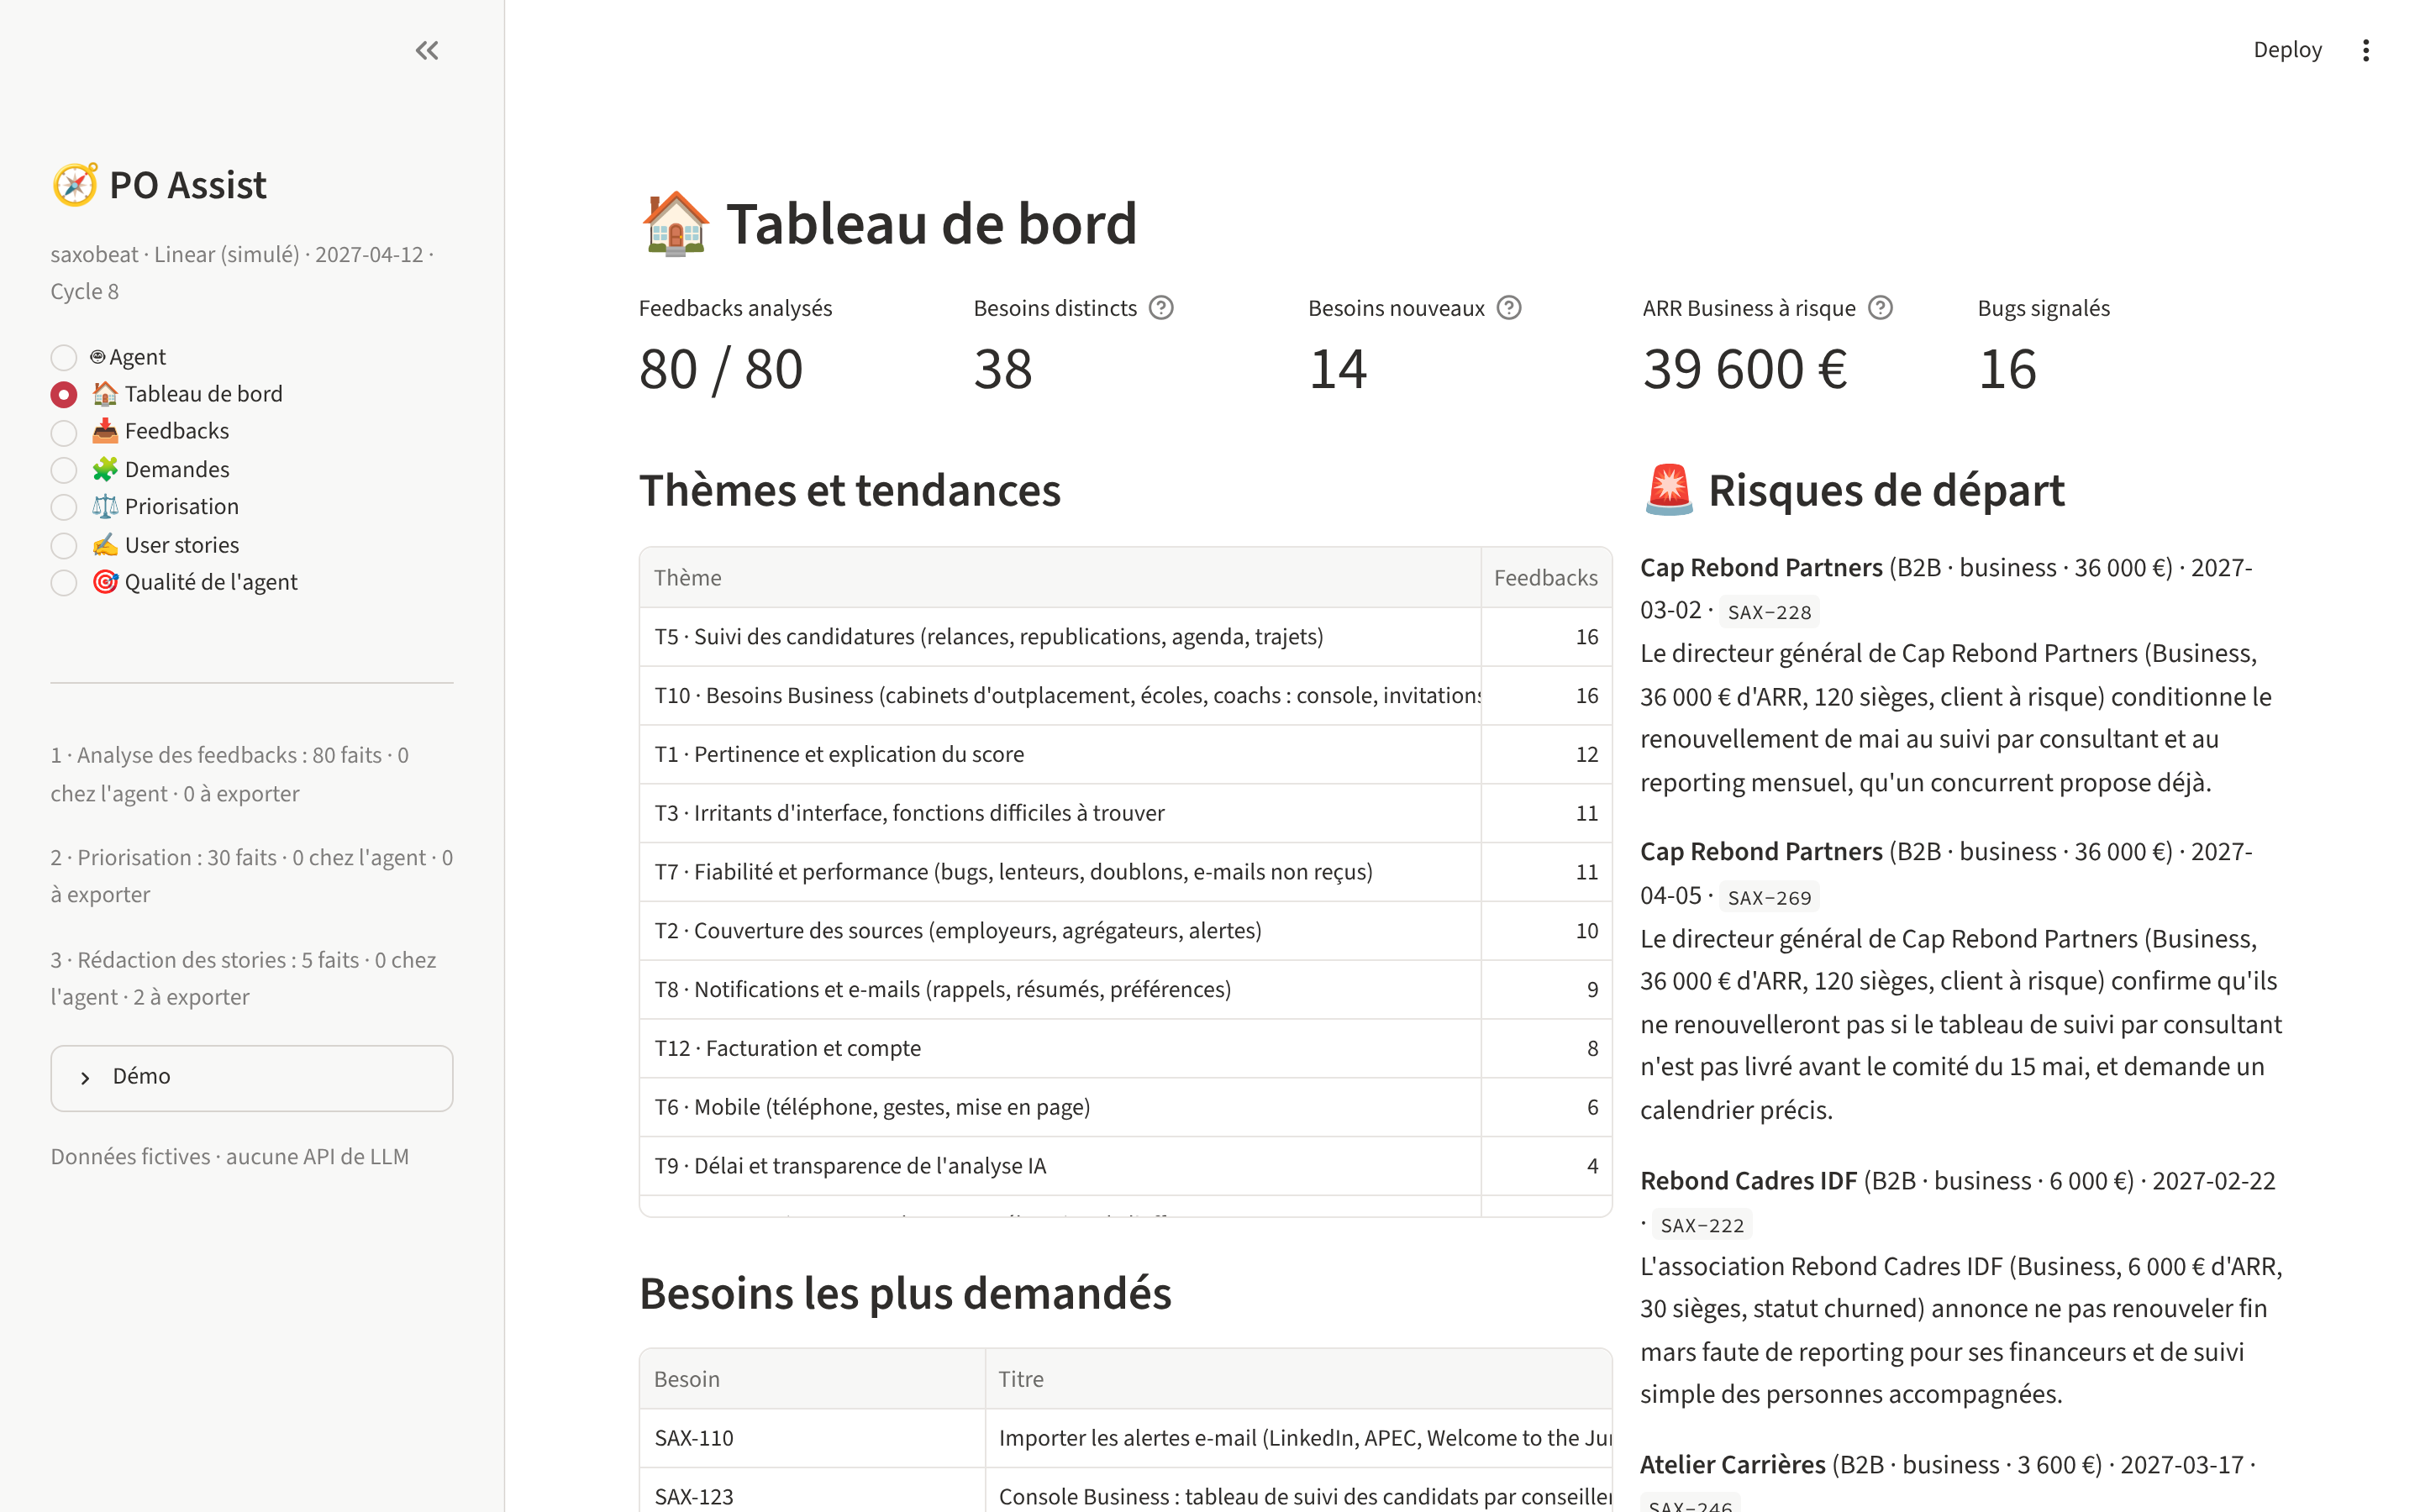 Deploy
PO Assist
saxobeat · Linear (simulé) · 2027-04-12 ·
Cycle 8
Agent
Tableau de bord
Feedbacks
Demandes
Priorisation
User stories
Qualité de l'agent
1 · Analyse des feedbacks : 80 faits · 0
chez l'agent · 0 à exporter
2 · Priorisation : 30 faits · 0 chez l'agent · 0
à exporter
3 · Rédaction des stories : 5 faits · 0 chez
l'agent · 2 à exporter
Démo
Données fictives · aucune API de LLM
Tableau de bord
Feedbacks analysés
80 / 80
Besoins distincts
38
Besoins nouveaux
14
ARR Business à risque
39 600 €
Bugs signalés
16
Thèmes et tendances
Thème Feedbacks
T5 · Suivi des candidatures (relances, republications, agenda, trajets) 16
T10 · Besoins Business (cabinets d'outplacement, écoles, coachs : console, invitations 16
T1 · Pertinence et explication du score 12
T3 · Irritants d'interface, fonctions difficiles à trouver 11
T7 · Fiabilité et performance (bugs, lenteurs, doublons, e-mails non reçus) 11
T2 · Couverture des sources (employeurs, agrégateurs, alertes) 10
T8 · Notifications et e-mails (rappels, résumés, préférences) 9
T12 · Facturation et compte 8
T6 · Mobile (téléphone, gestes, mise en page) 6
T9 · Délai et transparence de l'analyse IA 4
Besoins les plus demandés
Besoin Titre
SAX-110 Importer les alertes e-mail (LinkedIn, APEC, Welcome to the Jun
SAX-123 Console Business : tableau de suivi des candidats par conseiller
Risques de départ
Cap Rebond Partners (B2B · business · 36 000 €) · 2027-
03-02 · SAX-228
Le directeur général de Cap Rebond Partners (Business,
36 000 € d'ARR, 120 sièges, client à risque) conditionne le
renouvellement de mai au suivi par consultant et au
reporting mensuel, qu'un concurrent propose déjà.
Cap Rebond Partners (B2B · business · 36 000 €) · 2027-
04-05 · SAX-269
Le directeur général de Cap Rebond Partners (Business,
36 000 € d'ARR, 120 sièges, client à risque) confirme qu'ils
ne renouvelleront pas si le tableau de suivi par consultant
n'est pas livré avant le comité du 15 mai, et demande un
calendrier précis.
Rebond Cadres IDF (B2B · business · 6 000 €) · 2027-02-22
· SAX-222
L'association Rebond Cadres IDF (Business, 6 000 € d'ARR,
30 sièges, statut churned) annonce ne pas renouveler fin
mars faute de reporting pour ses financeurs et de suivi
simple des personnes accompagnées.
Atelier Carrières (B2B · business · 3 600 €) · 2027-03-17 ·
SAX-246